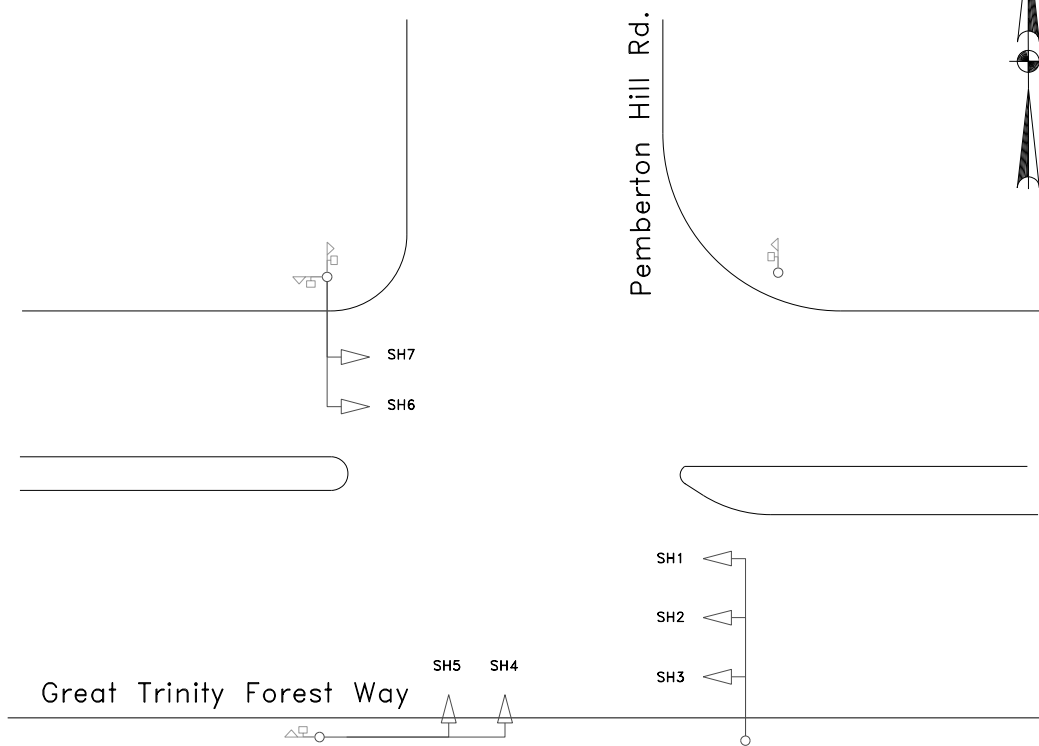 Pemberton Hill Rd.
SH7
SH6
SH1
SH2
SH3
SH5 SH4
Great Trinity Forest Way